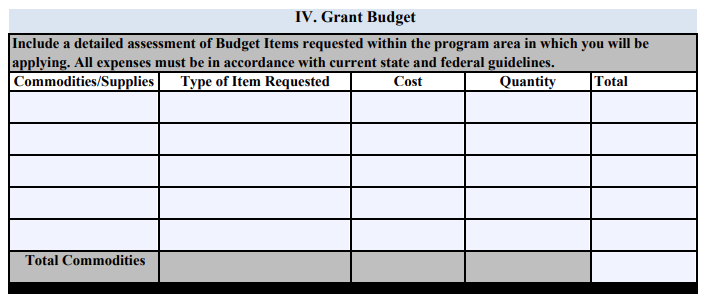 IV. Grant Budget
Include a detailed assessment of Budget Items requested within the program area in which you will be
applying. All expenses must be in accordance with current state and federal guidelines.
Commodities/Supplies Type of Item Requested Cost Quantity Total
Total Commodities